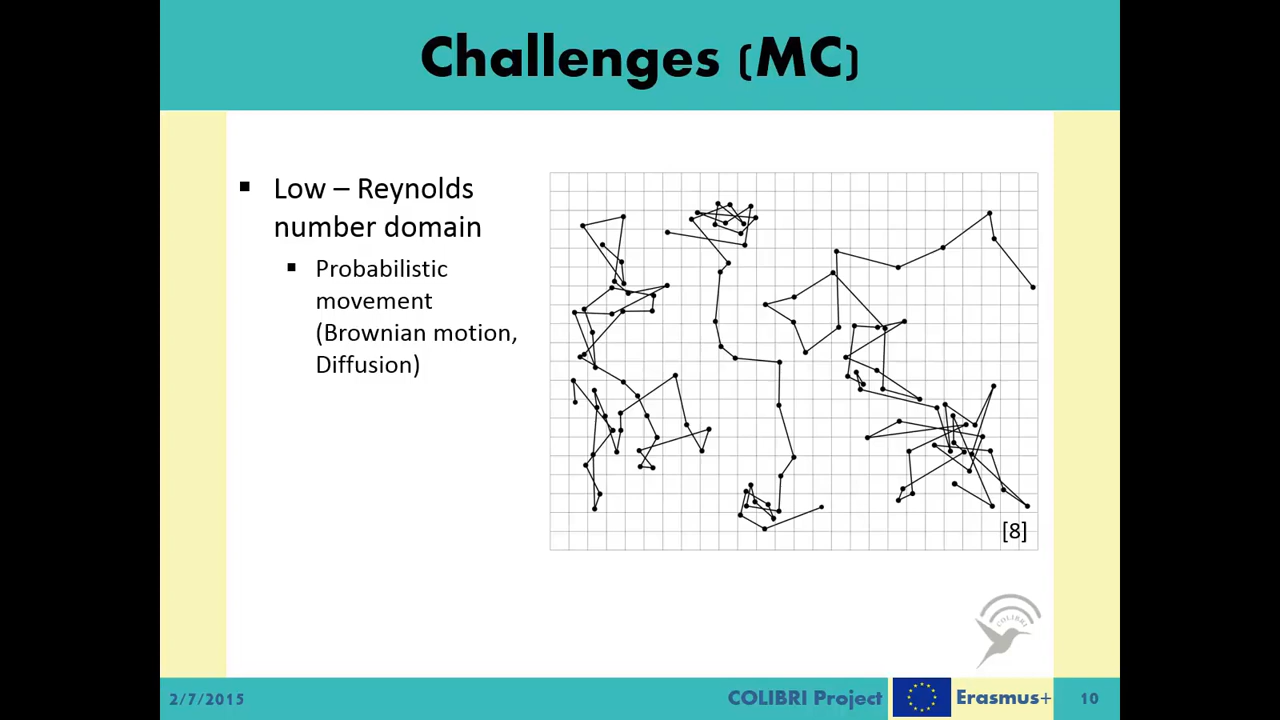 Challenges (MC)
▪ Low – Reynolds
number domain
▪ Probabilistic
movement
(Brownian motion,
Diffusion)
[8]
COLIBRI
2/7/2015
COLIBRI Project
Erasmus+
10